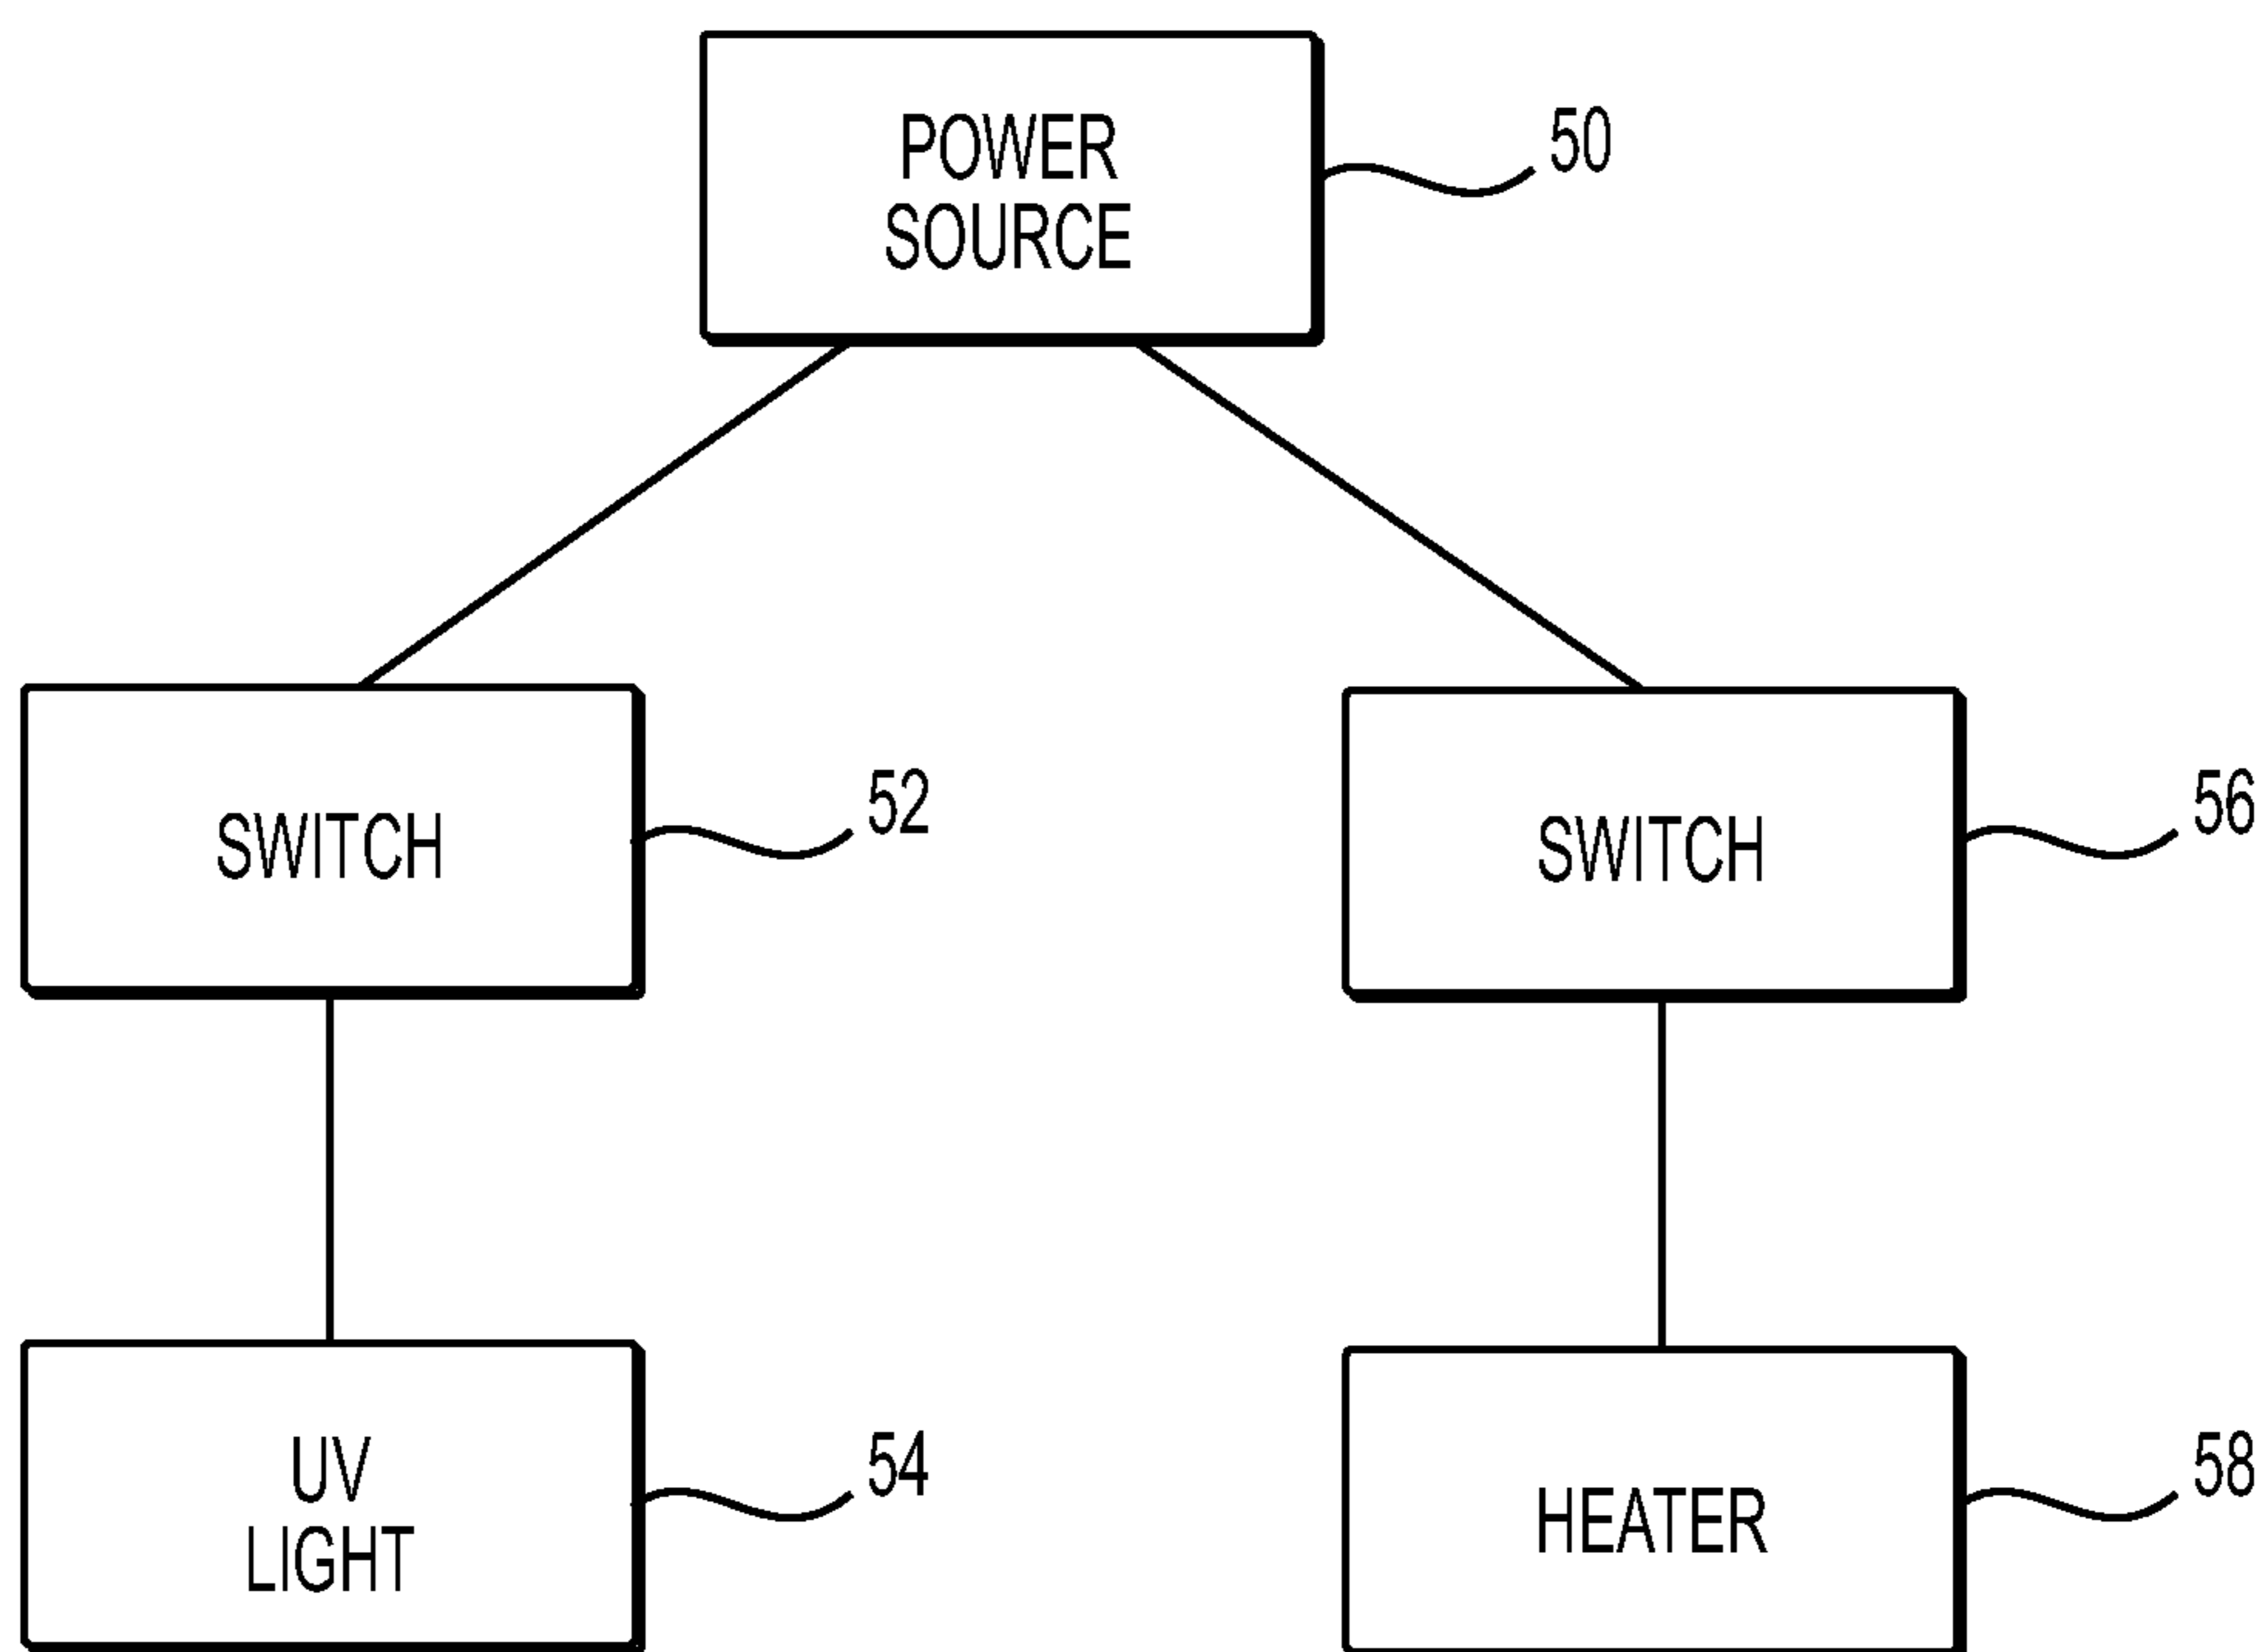 POWER
SOURCE
50
SWITCH
52
SWITCH
56
UV
LIGHT
54
HEATER
58